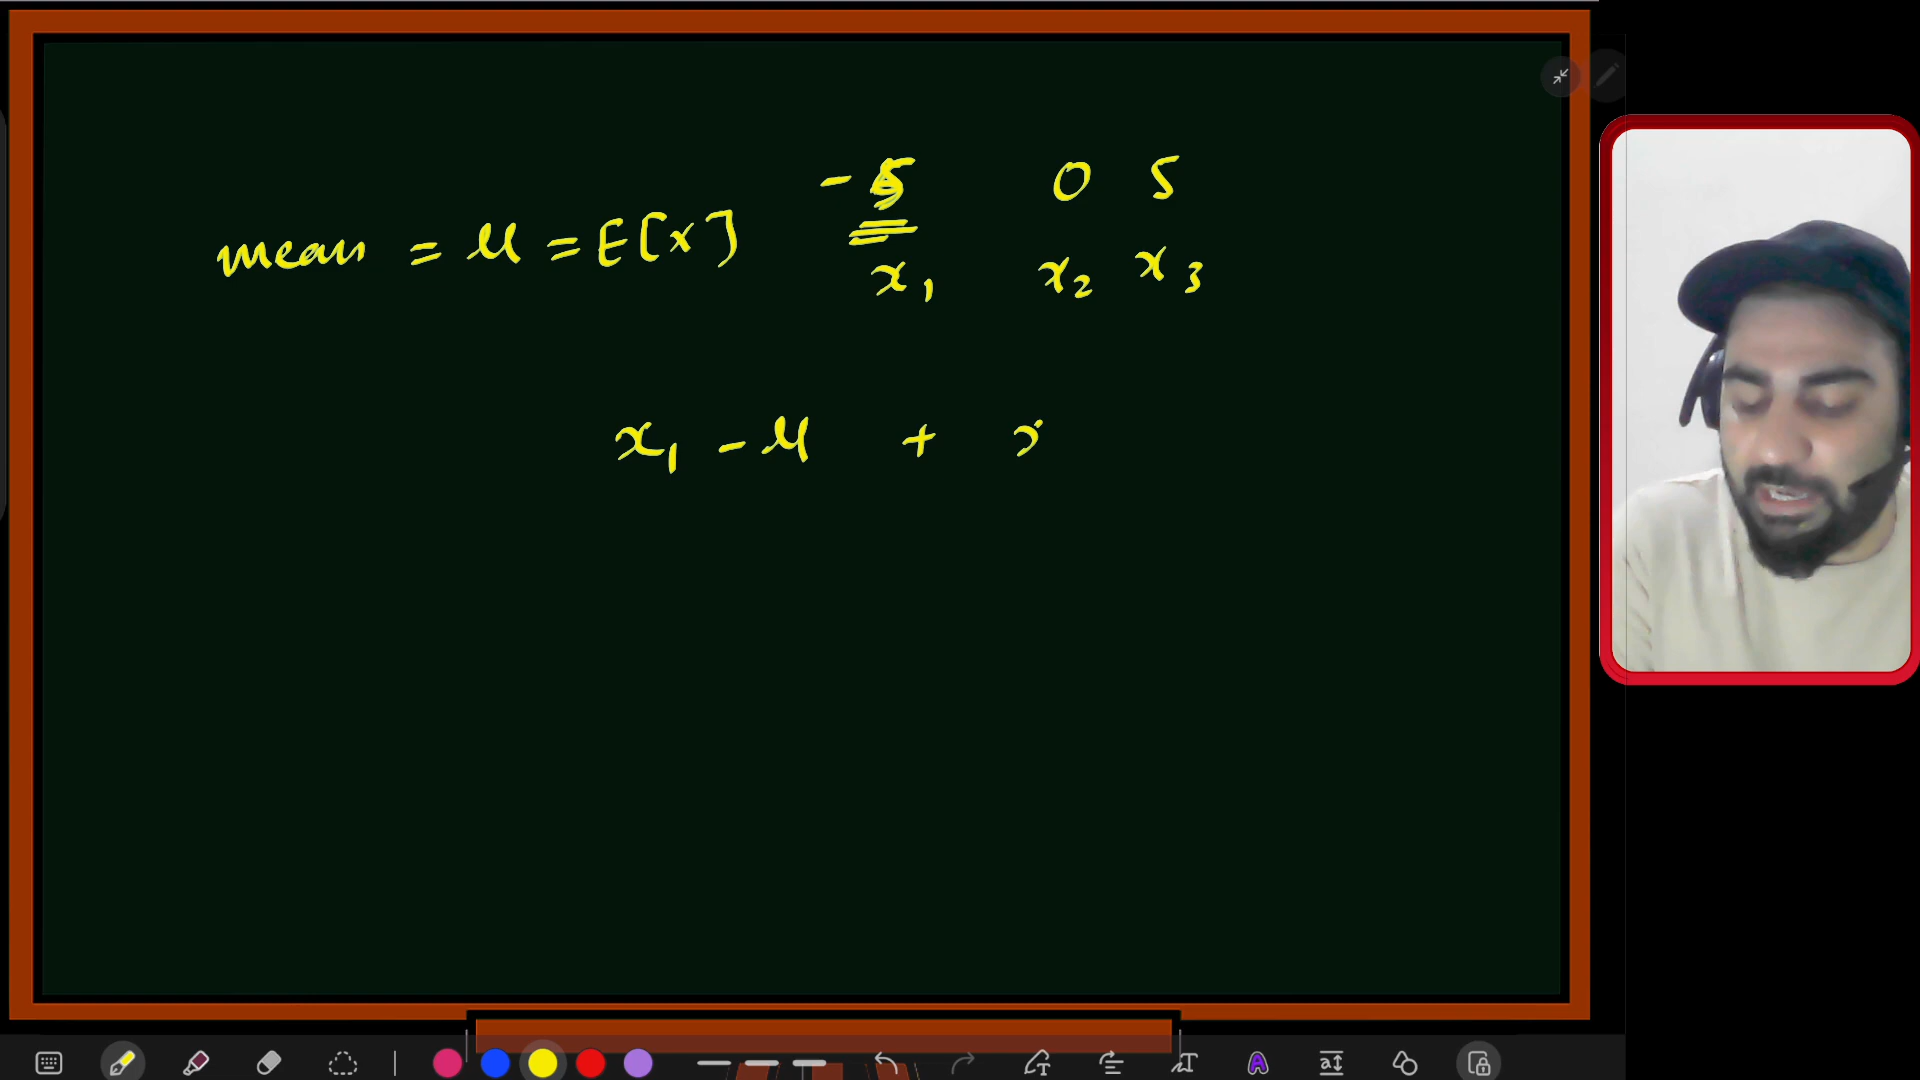 -5 0 5
mean = μ = E[x] x₁ x₂ x₃
x₁ - μ + x